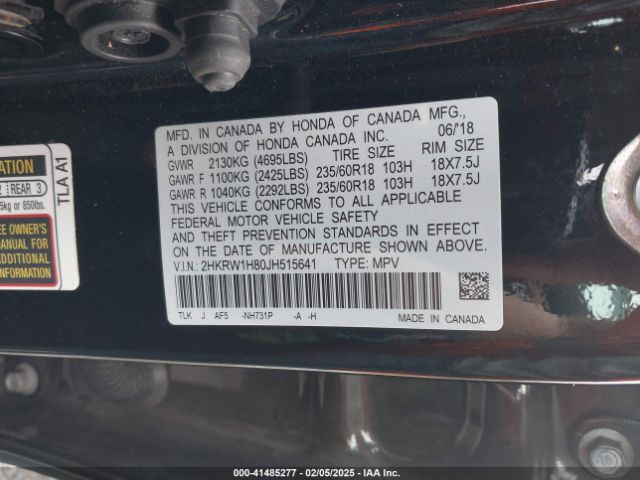 MFD. IN CANADA BY HONDA OF CANADA MFG.,
A DIVISION OF HONDA CANADA INC. 06/'18
GVWR 2130KG (4695LBS) TIRE SIZE RIM SIZE
GAWR F 1100KG (2425LBS) 235/60R18 103H 18X7.5J
GAWR R 1040KG (2292LBS) 235/60R18 103H 18X7.5J
THIS VEHICLE CONFORMS TO ALL APPLICABLE
FEDERAL MOTOR VEHICLE SAFETY
AND THEFT PREVENTION STANDARDS IN EFFECT
ON THE DATE OF MANUFACTURE SHOWN ABOVE.
V.I.N.: 2HKRW1H80JH515641 TYPE: MPV
TLK J AF5 -NH731P -A -H MADE IN CANADA
REAR 3
kg or 850lbs.
OWNER'S
MANUAL FOR
TLA A1
000-41485277 - 02/05/2025 - IAA Inc.